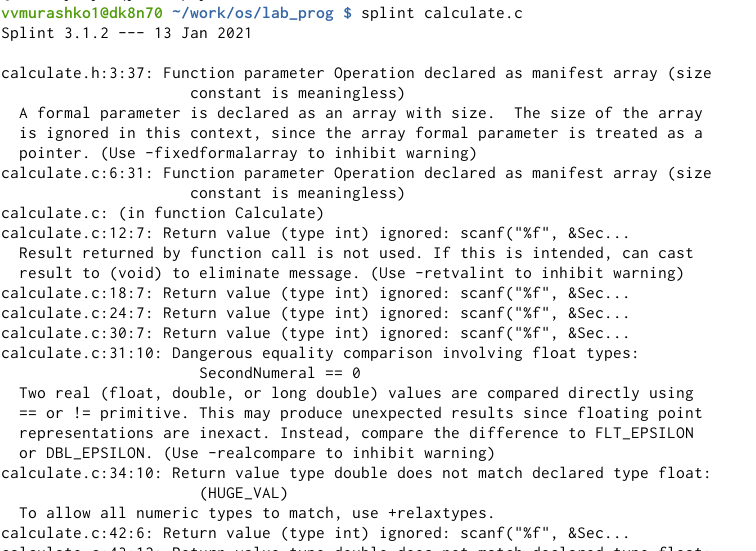 vvmurashko1@dk8n70 ~/work/os/lab_prog $ splint calculate.c
Splint 3.1.2 --- 13 Jan 2021

calculate.h:3:37: Function parameter Operation declared as manifest array (size
                     constant is meaningless)
  A formal parameter is declared as an array with size.  The size of the array
  is ignored in this context, since the array formal parameter is treated as a
  pointer. (Use -fixedformalarray to inhibit warning)
calculate.c:6:31: Function parameter Operation declared as manifest array (size
                     constant is meaningless)
calculate.c: (in function Calculate)
calculate.c:12:7: Return value (type int) ignored: scanf("%f", &Sec...
  Result returned by function call is not used. If this is intended, can cast
  result to (void) to eliminate message. (Use -retvalint to inhibit warning)
calculate.c:18:7: Return value (type int) ignored: scanf("%f", &Sec...
calculate.c:24:7: Return value (type int) ignored: scanf("%f", &Sec...
calculate.c:30:7: Return value (type int) ignored: scanf("%f", &Sec...
calculate.c:31:10: Dangerous equality comparison involving float types:
                      SecondNumeral == 0
  Two real (float, double, or long double) values are compared directly using
  == or != primitive. This may produce unexpected results since floating point
  representations are inexact. Instead, compare the difference to FLT_EPSILON
  or DBL_EPSILON. (Use -realcompare to inhibit warning)
calculate.c:34:10: Return value type double does not match declared type float:
                      (HUGE_VAL)
  To allow all numeric types to match, use +relaxtypes.
calculate.c:42:6: Return value (type int) ignored: scanf("%f", &Sec...